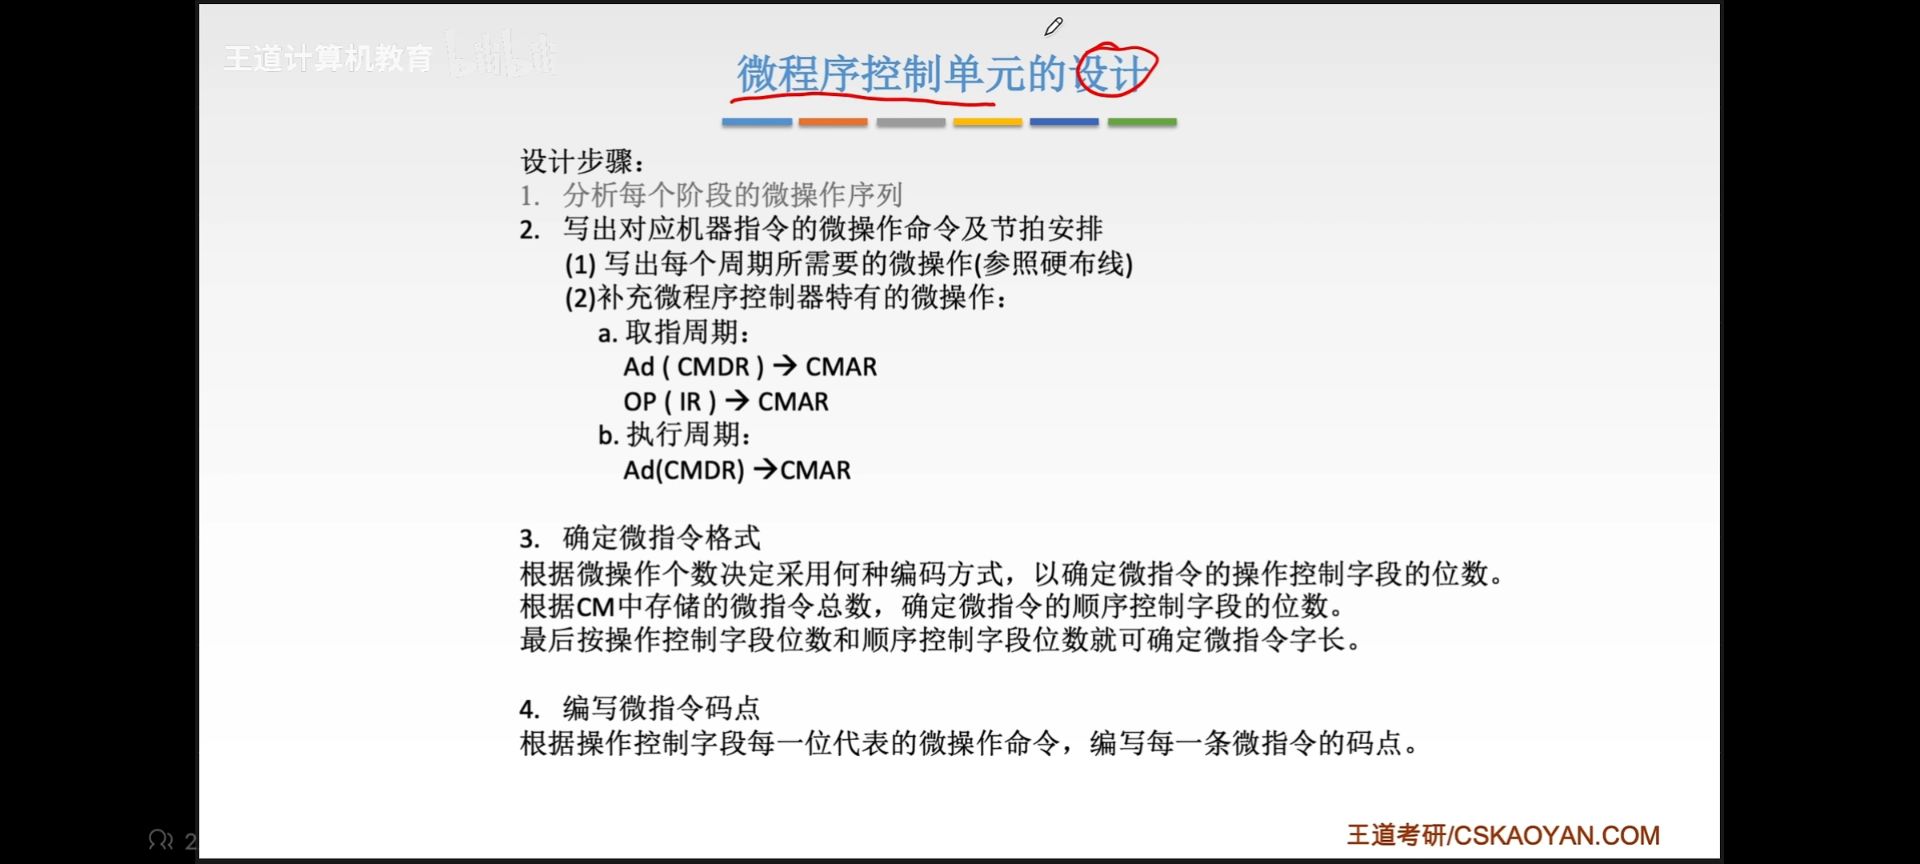 王道计算机教育 bilibili
微程序控制单元的设计
设计步骤：
1. 分析每个阶段的微操作序列
2. 写出对应机器指令的微操作命令及节拍安排
(1) 写出每个周期所需要的微操作(参照硬布线)
(2)补充微程序控制器特有的微操作：
a. 取指周期：
Ad ( CMDR ) → CMAR
OP ( IR ) → CMAR
b. 执行周期：
Ad(CMDR) →CMAR
3. 确定微指令格式
根据微操作个数决定采用何种编码方式，以确定微指令的操作控制字段的位数。
根据CM中存储的微指令总数，确定微指令的顺序控制字段的位数。
最后按操作控制字段位数和顺序控制字段位数就可确定微指令字长。
4. 编写微指令码点
根据操作控制字段每一位代表的微操作命令，编写每一条微指令的码点。
王道考研/CSKAOYAN.COM